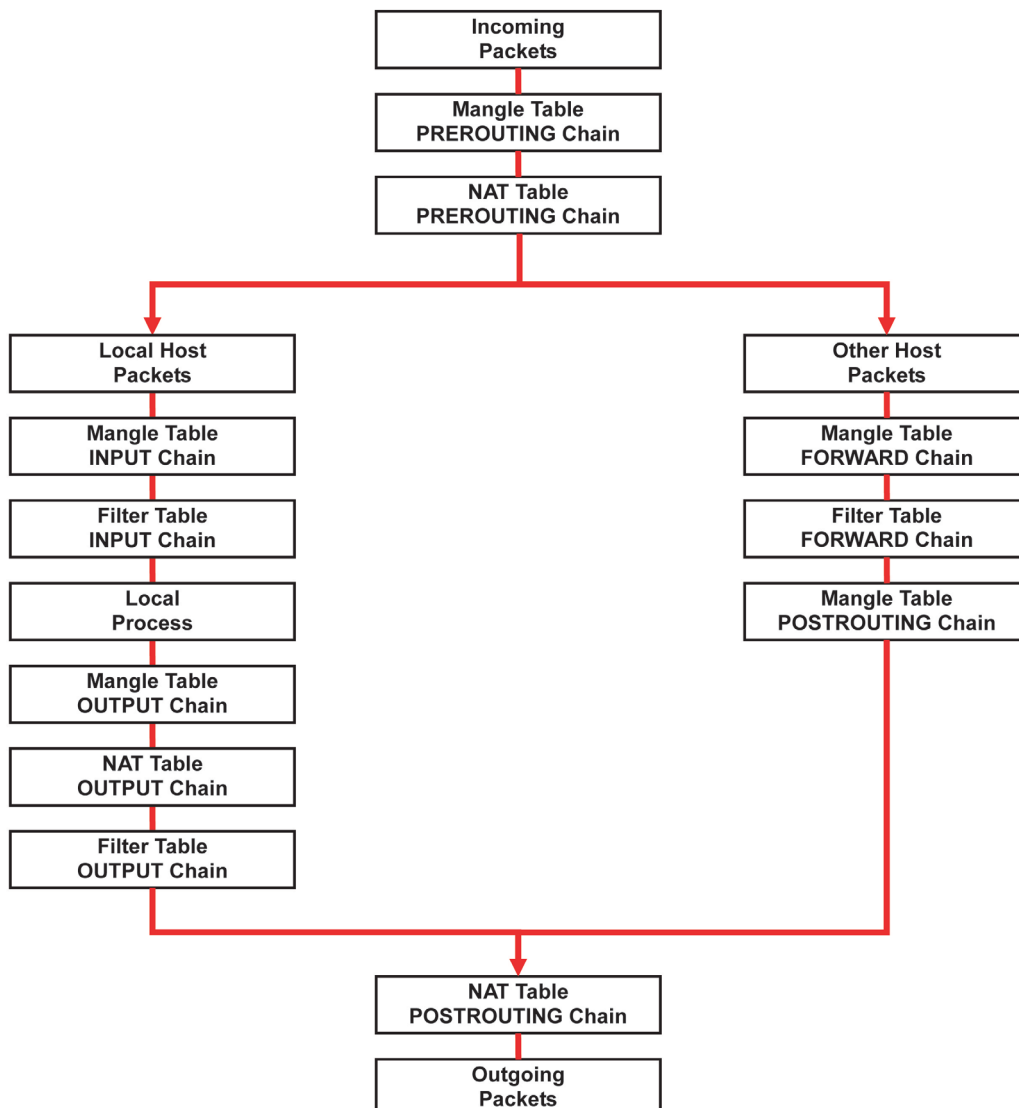 Incoming
Packets
Mangle Table
PREROUTING Chain
NAT Table
PREROUTING Chain
Local Host
Packets
Mangle Table
INPUT Chain
Filter Table
INPUT Chain
Local
Process
Mangle Table
OUTPUT Chain
NAT Table
OUTPUT Chain
Filter Table
OUTPUT Chain
Other Host
Packets
Mangle Table
FORWARD Chain
Filter Table
FORWARD Chain
Mangle Table
POSTROUTING Chain
NAT Table
POSTROUTING Chain
Outgoing
Packets